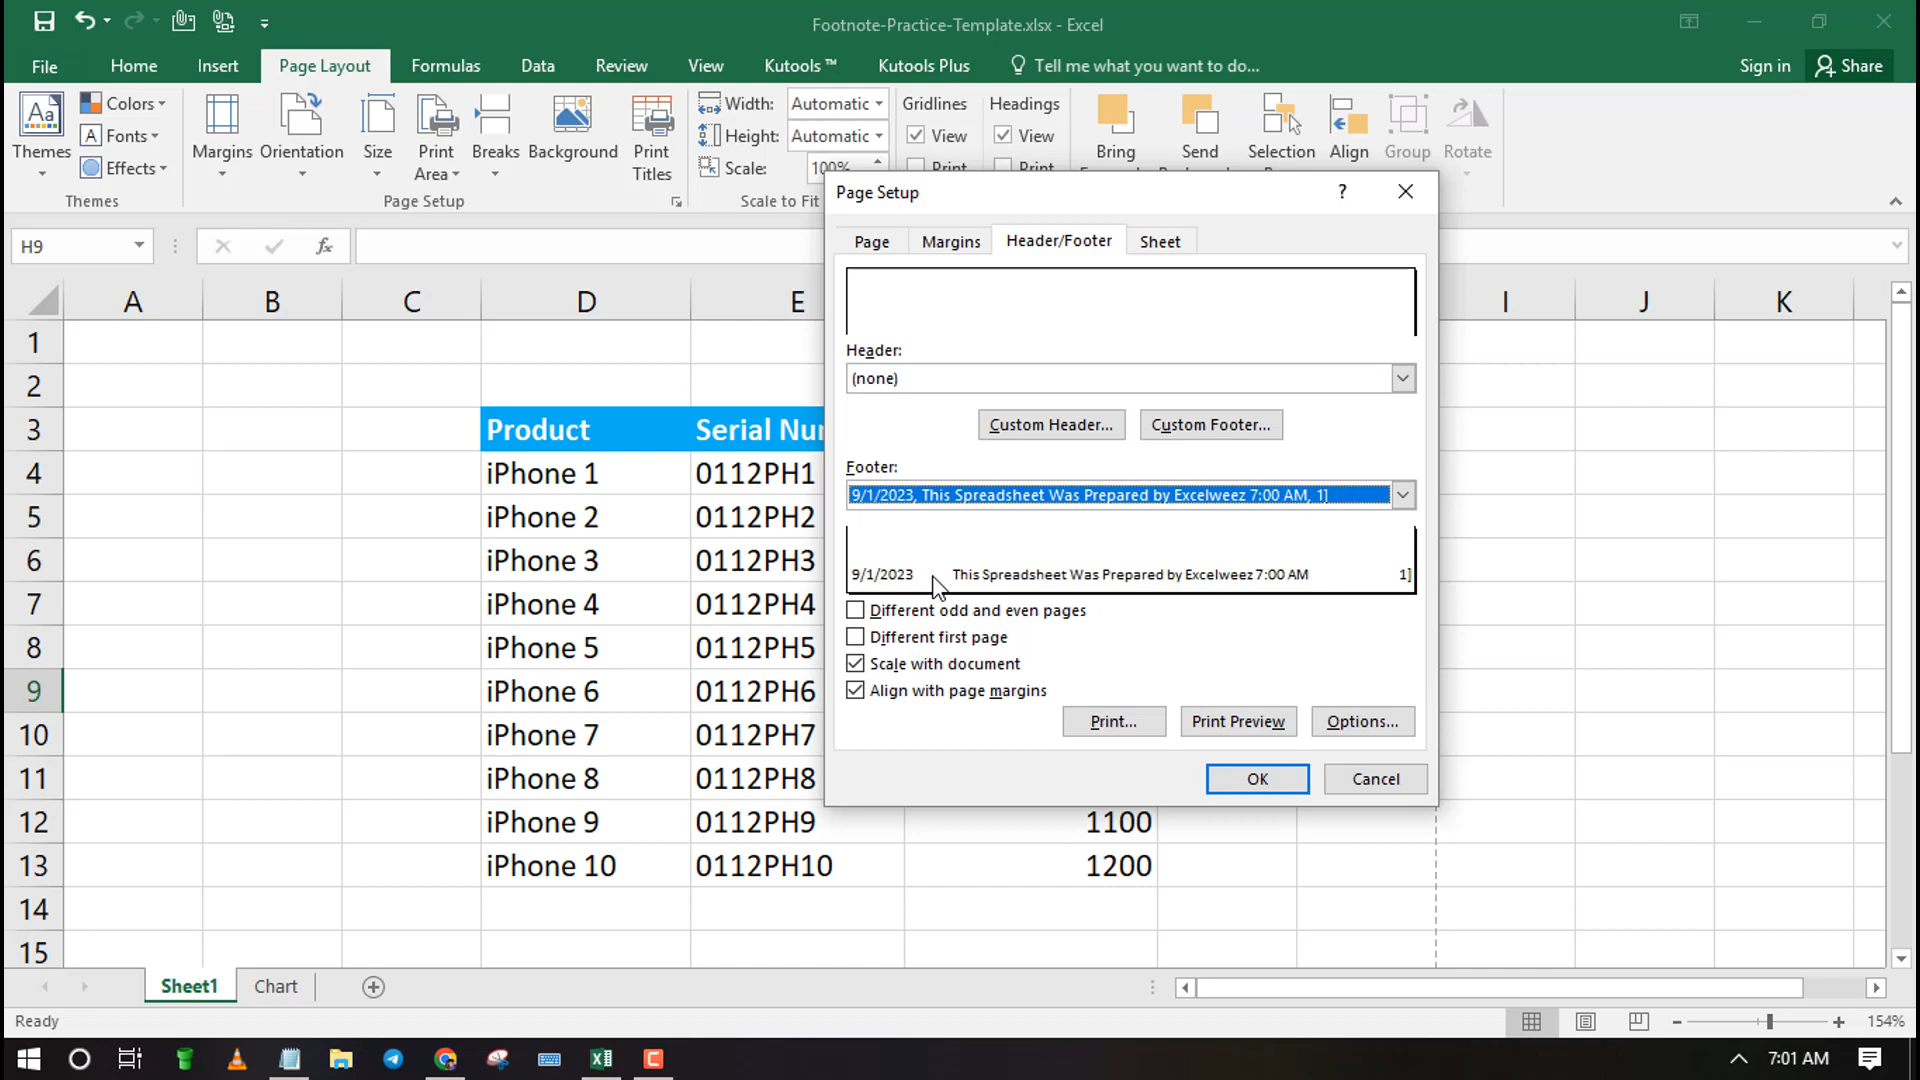 Footnote-Practice-Template.xlsx - Excel
File Home Insert Page Layout Formulas Data Review View Kutools ™ Kutools Plus Tell me what you want to do... Sign in Share
Aa Themes
Colors
A Fonts
Effects
Themes
Margins Orientation Size Print Area Breaks Background Print Titles
Page Setup
Width: Automatic
Height: Automatic
Scale: 100%
Scale to Fit
Gridlines Headings
View View
Print Print
Bring Send Selection Align Group Rotate
H9 fx
Page Setup ?
Page Margins Header/Footer Sheet
Header:
(none)
Custom Header... Custom Footer...
Footer:
9/1/2023, This Spreadsheet Was Prepared by Excelweez 7:00 AM, 1]
9/1/2023 This Spreadsheet Was Prepared by Excelweez 7:00 AM 1]
Different odd and even pages
Different first page
Scale with document
Align with page margins
Print... Print Preview Options...
OK Cancel
A B C D E I J K
1
2
3 Product Serial Nu
4 iPhone 1 0112PH1
5 iPhone 2 0112PH2
6 iPhone 3 0112PH3
7 iPhone 4 0112PH4
8 iPhone 5 0112PH5
9 iPhone 6 0112PH6
10 iPhone 7 0112PH7
11 iPhone 8 0112PH8
12 iPhone 9 0112PH9 1100
13 iPhone 10 0112PH10 1200
14
15
Sheet1 Chart
Ready 154%
7:01 AM